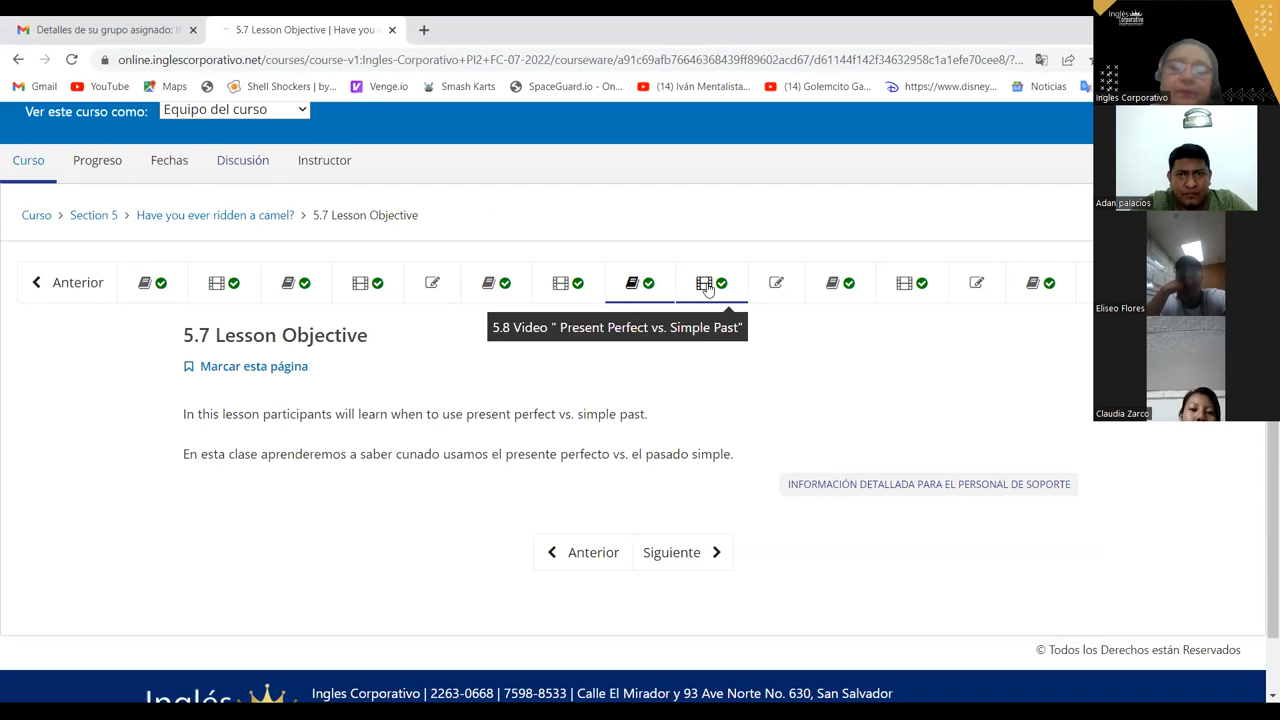 Detalles de su grupo asignado: I
5.7 Lesson Objective | Have you
online.inglescorporativo.net/courses/course-v1:Ingles-Corporativo+PI2+FC-07-2022/courseware/a91c69afb76646368439ff89602acd67/d61144f142f34632958c1a1efe70cee8/?...
Gmail
YouTube
Maps
Shell Shockers | by...
Venge.io
Smash Karts
SpaceGuard.io - On...
(14) Iván Mentalista...
(14) Golemcito Ga...
https://www.disney...
Noticias
Ver este curso como:
Equipo del curso
Curso
Progreso
Fechas
Discusión
Instructor
Curso > Section 5 > Have you ever ridden a camel? > 5.7 Lesson Objective
Anterior
5.8 Video " Present Perfect vs. Simple Past"
5.7 Lesson Objective
Marcar esta página
In this lesson participants will learn when to use present perfect vs. simple past.
En esta clase aprenderemos a saber cunado usamos el presente perfecto vs. el pasado simple.
INFORMACIÓN DETALLADA PARA EL PERSONAL DE SOPORTE
Anterior
Siguiente
© Todos los Derechos están Reservados
Inglés
Ingles Corporativo | 2263-0668 | 7598-8533 | Calle El Mirador y 93 Ave Norte No. 630, San Salvador
Inglés
Corporativo
Ingles Corporativo
Adan palacios
Eliseo Flores
Claudia Zarco